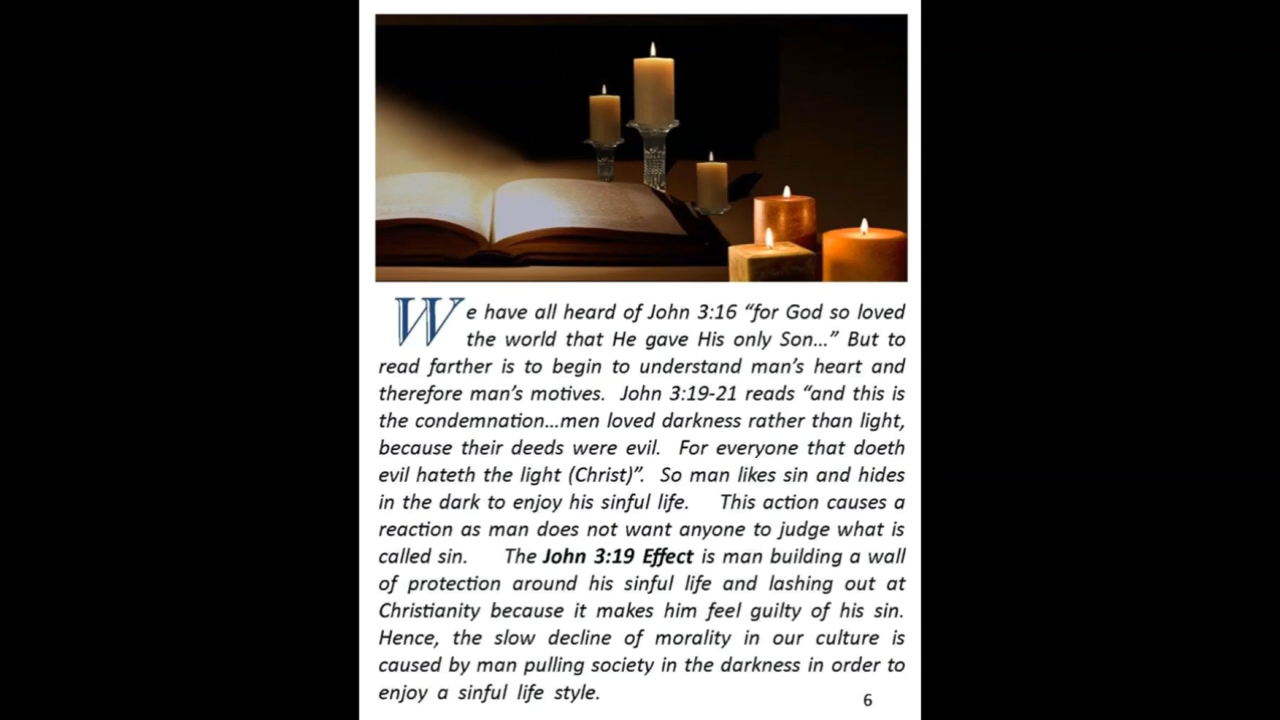 We have all heard of John 3:16 “for God so loved
the world that He gave His only Son…” But to
read farther is to begin to understand man’s heart and
therefore man’s motives. John 3:19-21 reads “and this is
the condemnation…men loved darkness rather than light,
because their deeds were evil. For everyone that doeth
evil hateth the light (Christ)”. So man likes sin and hides
in the dark to enjoy his sinful life. This action causes a
reaction as man does not want anyone to judge what is
called sin. The John 3:19 Effect is man building a wall
of protection around his sinful life and lashing out at
Christianity because it makes him feel guilty of his sin.
Hence, the slow decline of morality in our culture is
caused by man pulling society in the darkness in order to
enjoy a sinful life style.
6